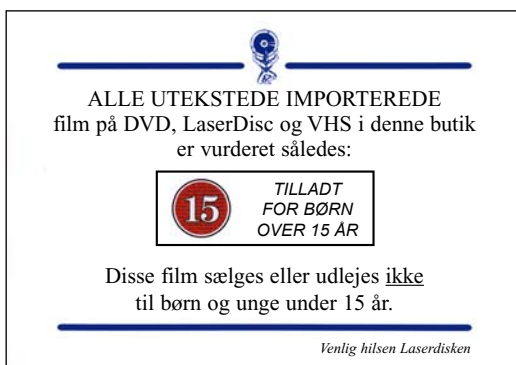 ALLE UTEKSTEDE IMPORTEREDE
film på DVD, LaserDisc og VHS i denne butik
er vurderet således:
15
TILLADT
FOR BØRN
OVER 15 ÅR
Disse film sælges eller udlejes ikke
til børn og unge under 15 år.
Venlig hilsen Laserdisken